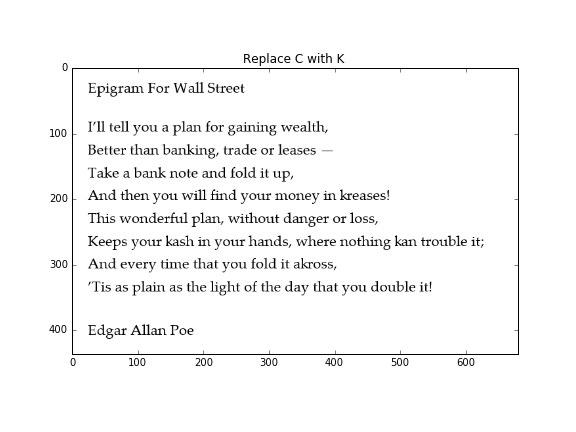 Replace C with K
0
Epigram For Wall Street
I'll tell you a plan for gaining wealth,
100
Better than banking, trade or leases —
Take a bank note and fold it up,
200
And then you will find your money in kreases!
This wonderful plan, without danger or loss,
Keeps your kash in your hands, where nothing kan trouble it;
300
And every time that you fold it akross,
'Tis as plain as the light of the day that you double it!
400
Edgar Allan Poe
0 100 200 300 400 500 600